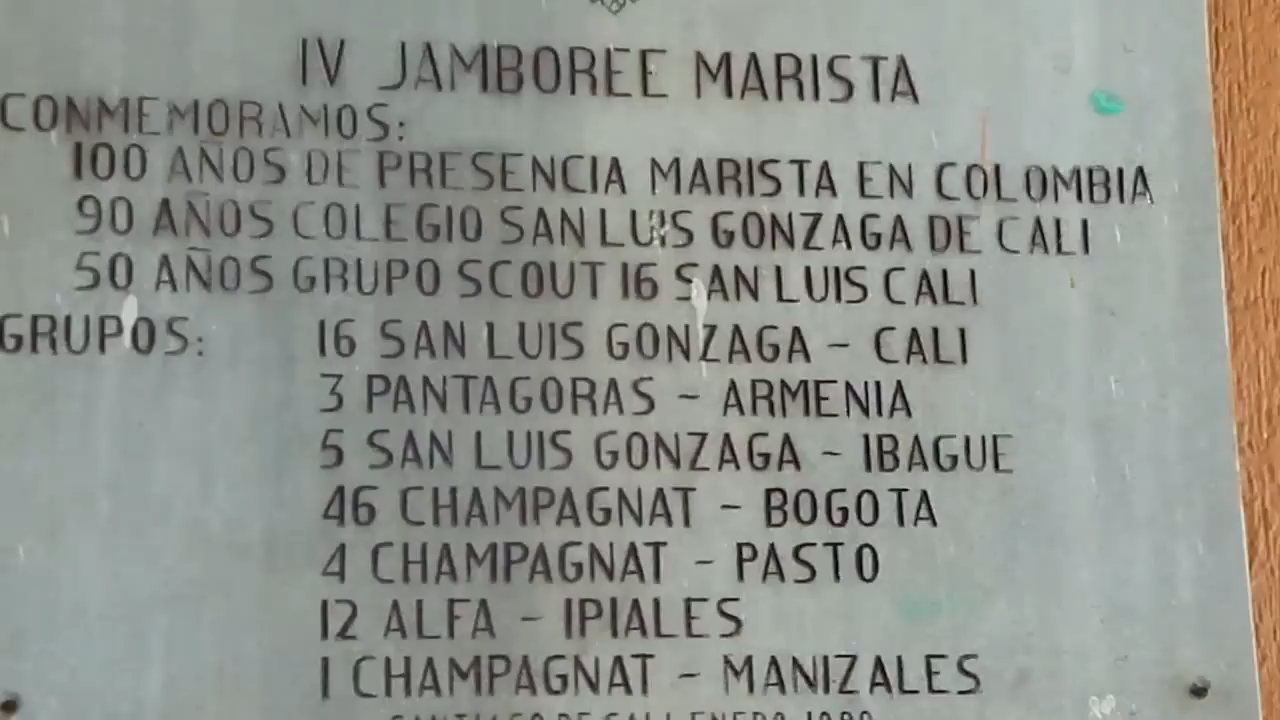 IV JAMBOREE MARISTA
CONMEMORAMOS:
100 AÑOS DE PRESENCIA MARISTA EN COLOMBIA
90 AÑOS COLEGIO SAN LUIS GONZAGA DE CALI
50 AÑOS GRUPO SCOUT 16 SAN LUIS CALI
GRUPOS: 16 SAN LUIS GONZAGA - CALI
3 PANTAGORAS - ARMENIA
5 SAN LUIS GONZAGA - IBAGUE
46 CHAMPAGNAT - BOGOTA
4 CHAMPAGNAT - PASTO
12 ALFA - IPIALES
1 CHAMPAGNAT - MANIZALES